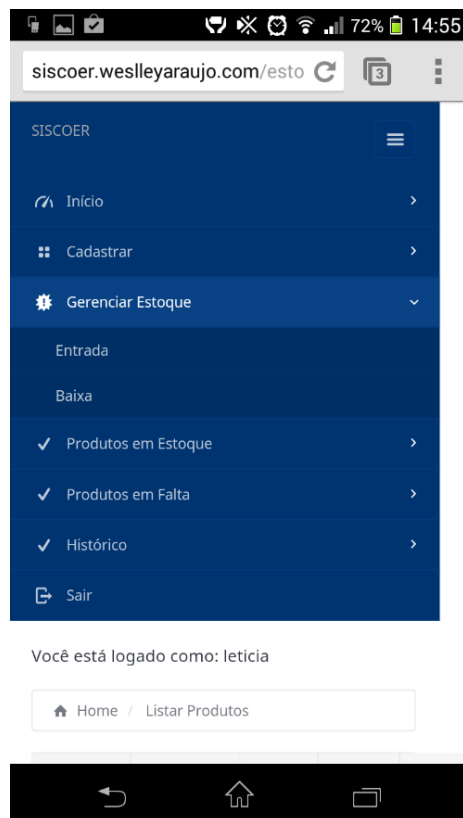 72% 14:55
siscoer.weslleyaraujo.com/esto 3
SISCOER
Início
Cadastrar
Gerenciar Estoque
Entrada
Baixa
Produtos em Estoque
Produtos em Falta
Histórico
Sair
Você está logado como: leticia
Home / Listar Produtos